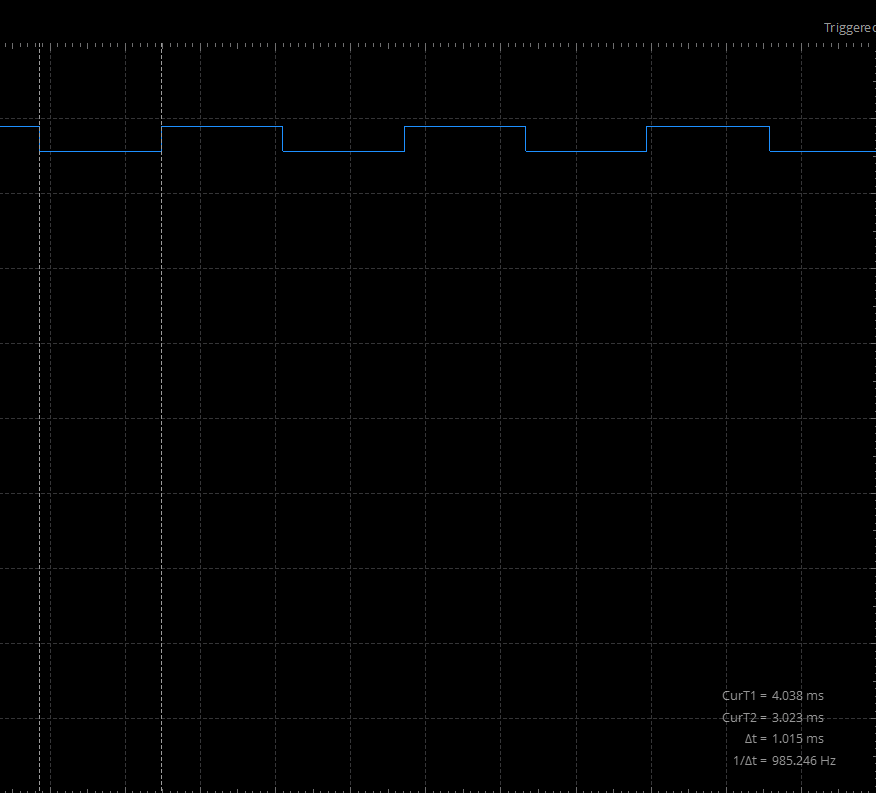 Triggered
CurT1 = 4.038 ms
CurT2 = 3.023 ms
Δt = 1.015 ms
1/Δt = 985.246 Hz